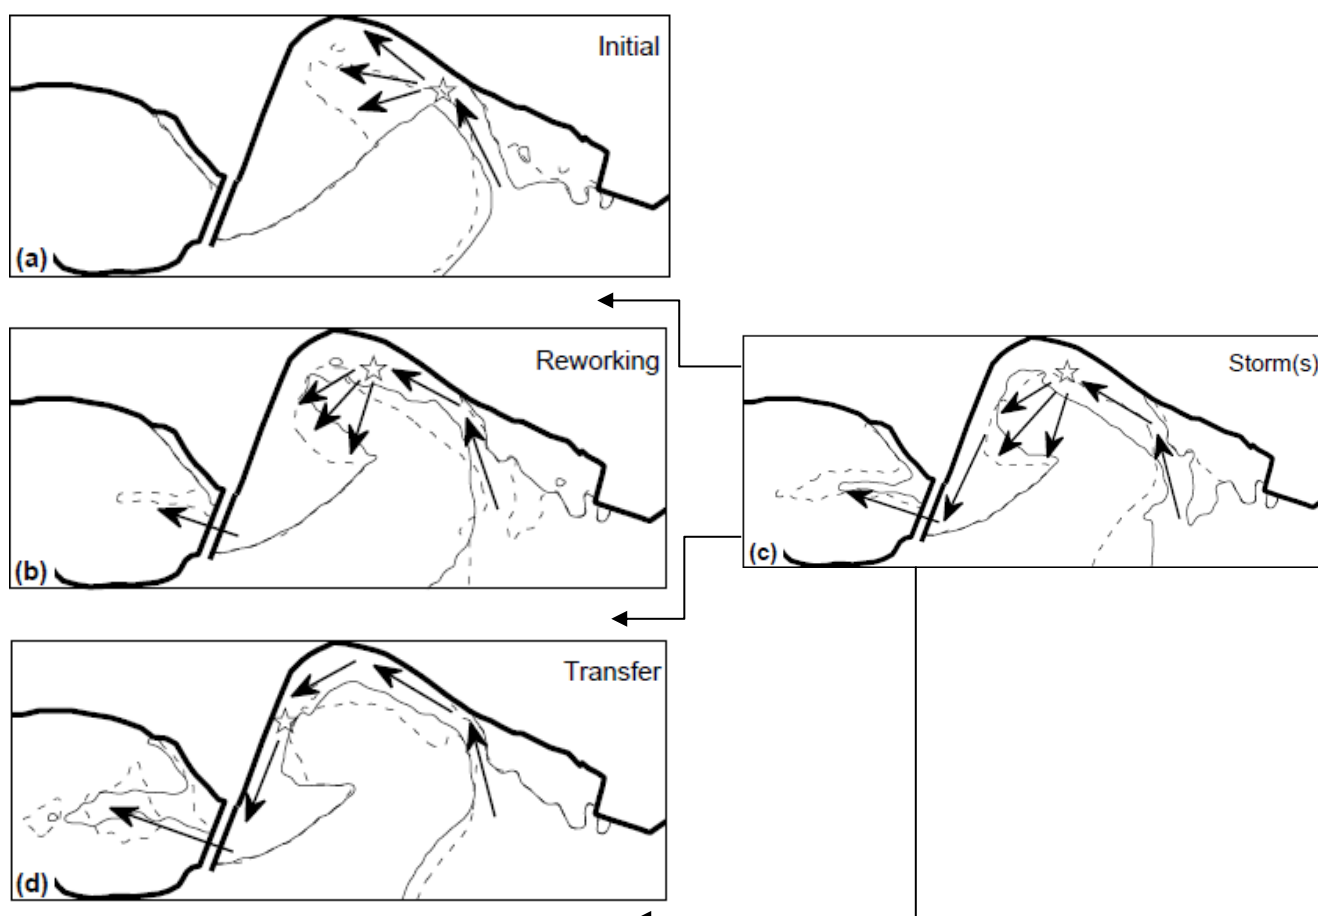 Initial
(a)
Reworking
(b)
Storm(s)
(c)
Transfer
(d)